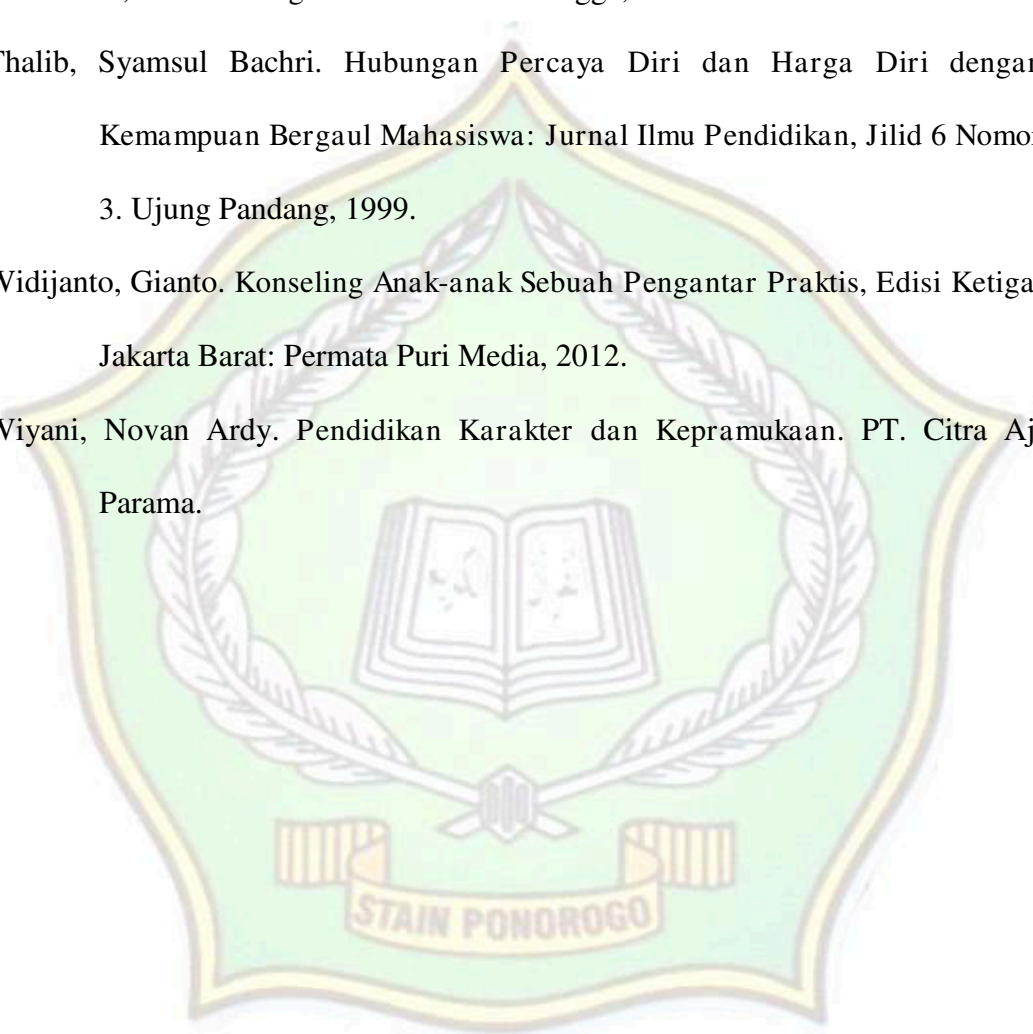 Thalib, Syamsul Bachri. Hubungan Percaya Diri dan Harga Diri dengan
Kemampuan Bergaul Mahasiswa: Jurnal Ilmu Pendidikan, Jilid 6 Nomor
3. Ujung Pandang, 1999.
Widijanto, Gianto. Konseling Anak-anak Sebuah Pengantar Praktis, Edisi Ketiga.
Jakarta Barat: Permata Puri Media, 2012.
Wiyani, Novan Ardy. Pendidikan Karakter dan Kepramukaan. PT. Citra Aji
Parama.
STAIN PONOROGO